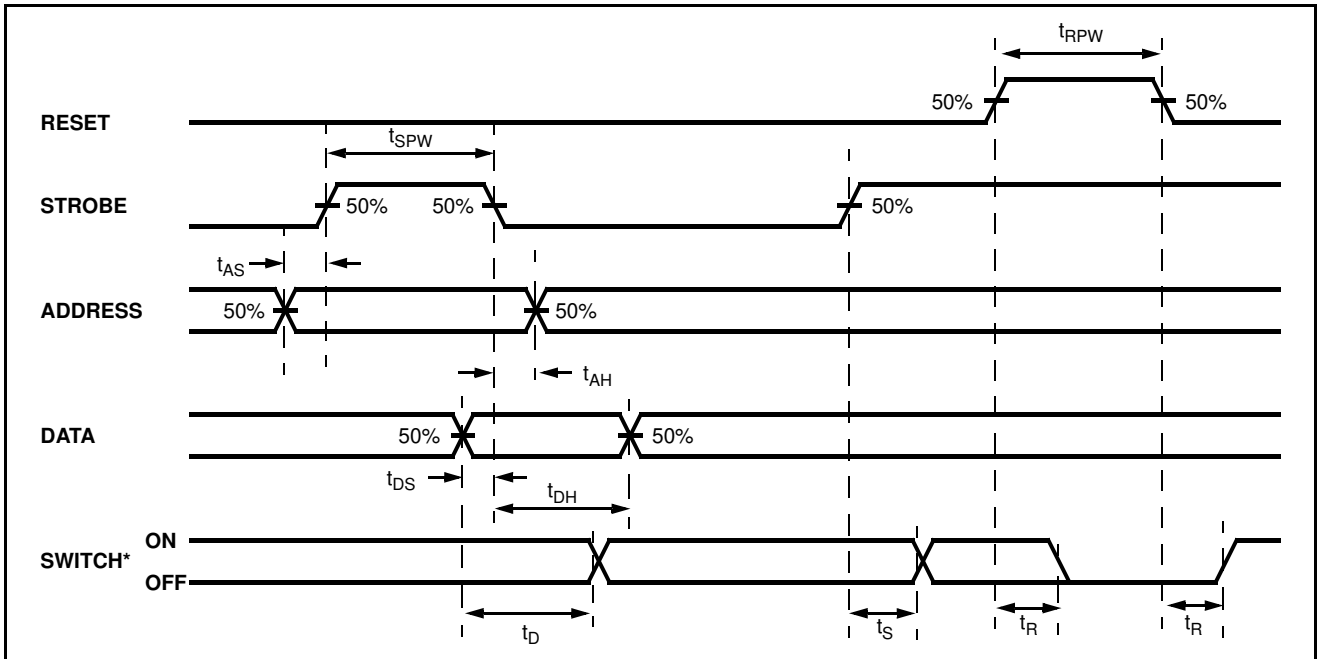 tRPW
50% 50%
RESET
tSPW
STROBE 50% 50% 50%
tAS
ADDRESS 50% 50%
tAH
DATA 50% 50%
tDS tDH
ON
SWITCH*
OFF
tD tS tR tR